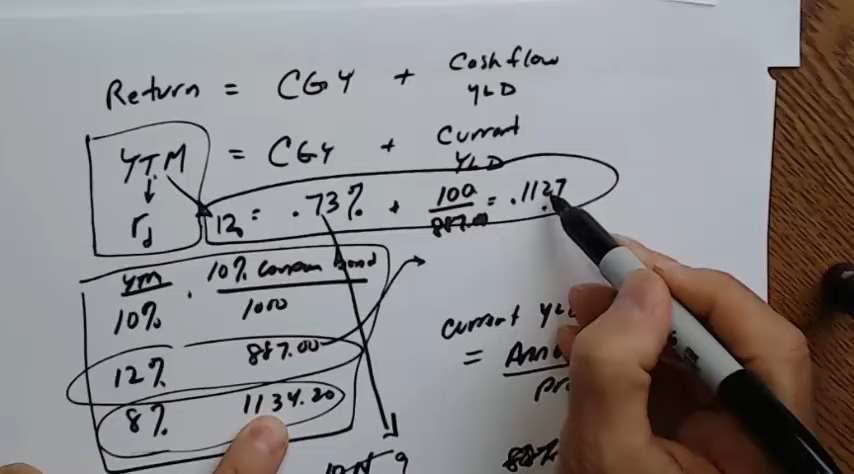 Return = CGY + Cashflow
YLD
YTM = CGY + Current
YLD
rd 12 = .73% + 100 = .1127
887.00
YTM 10% Coupon Bond
10% 1000
12% 887.00
8% 1134.20
Current YLD
=